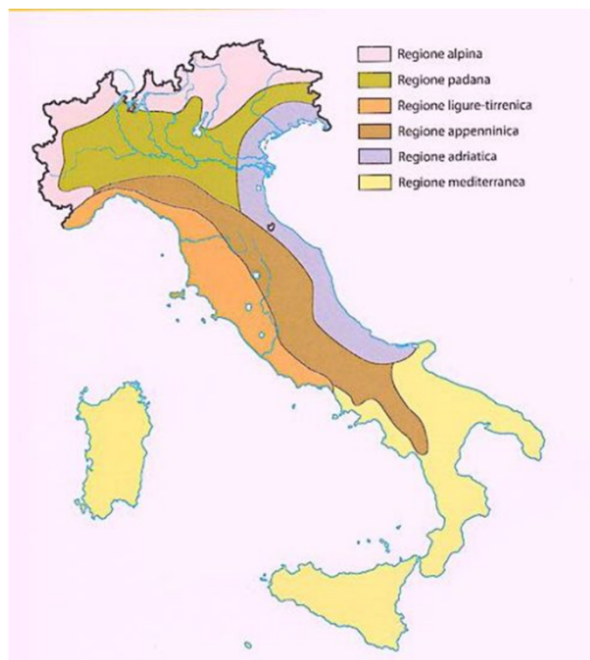 Regione alpina
Regione padana
Regione ligure-tirrenica
Regione appenninica
Regione adriatica
Regione mediterranea